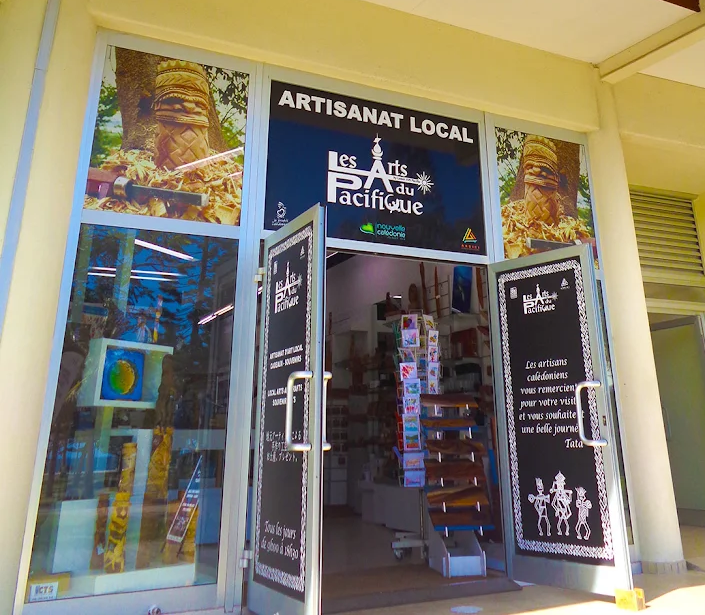 ARTISANAT LOCAL
Les Arts
du
Pacifique
nouvelle
calédonie
Les Arts
du
Pacifique
ARTISANAT D'ART LOCAL
CADEAUX - SOUVENIRS
LOCAL ARTS
Tous les jours
Les Arts
du
Pacifique
Les artisans
calédoniens
vous remercient
pour votre visite
et vous souhaitent
une belle journée
Tata